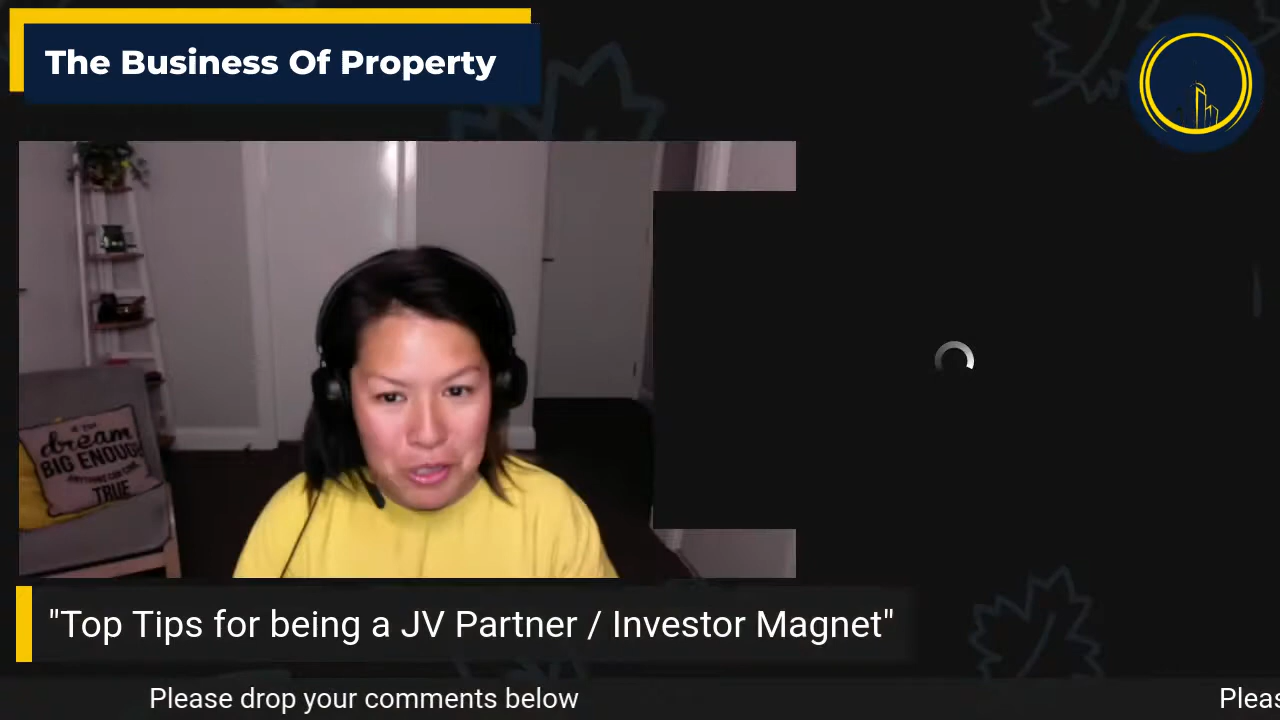 The Business Of Property
dream
BIG ENOUGH
TRUE
"Top Tips for being a JV Partner / Investor Magnet"
Please drop your comments below
Pleas